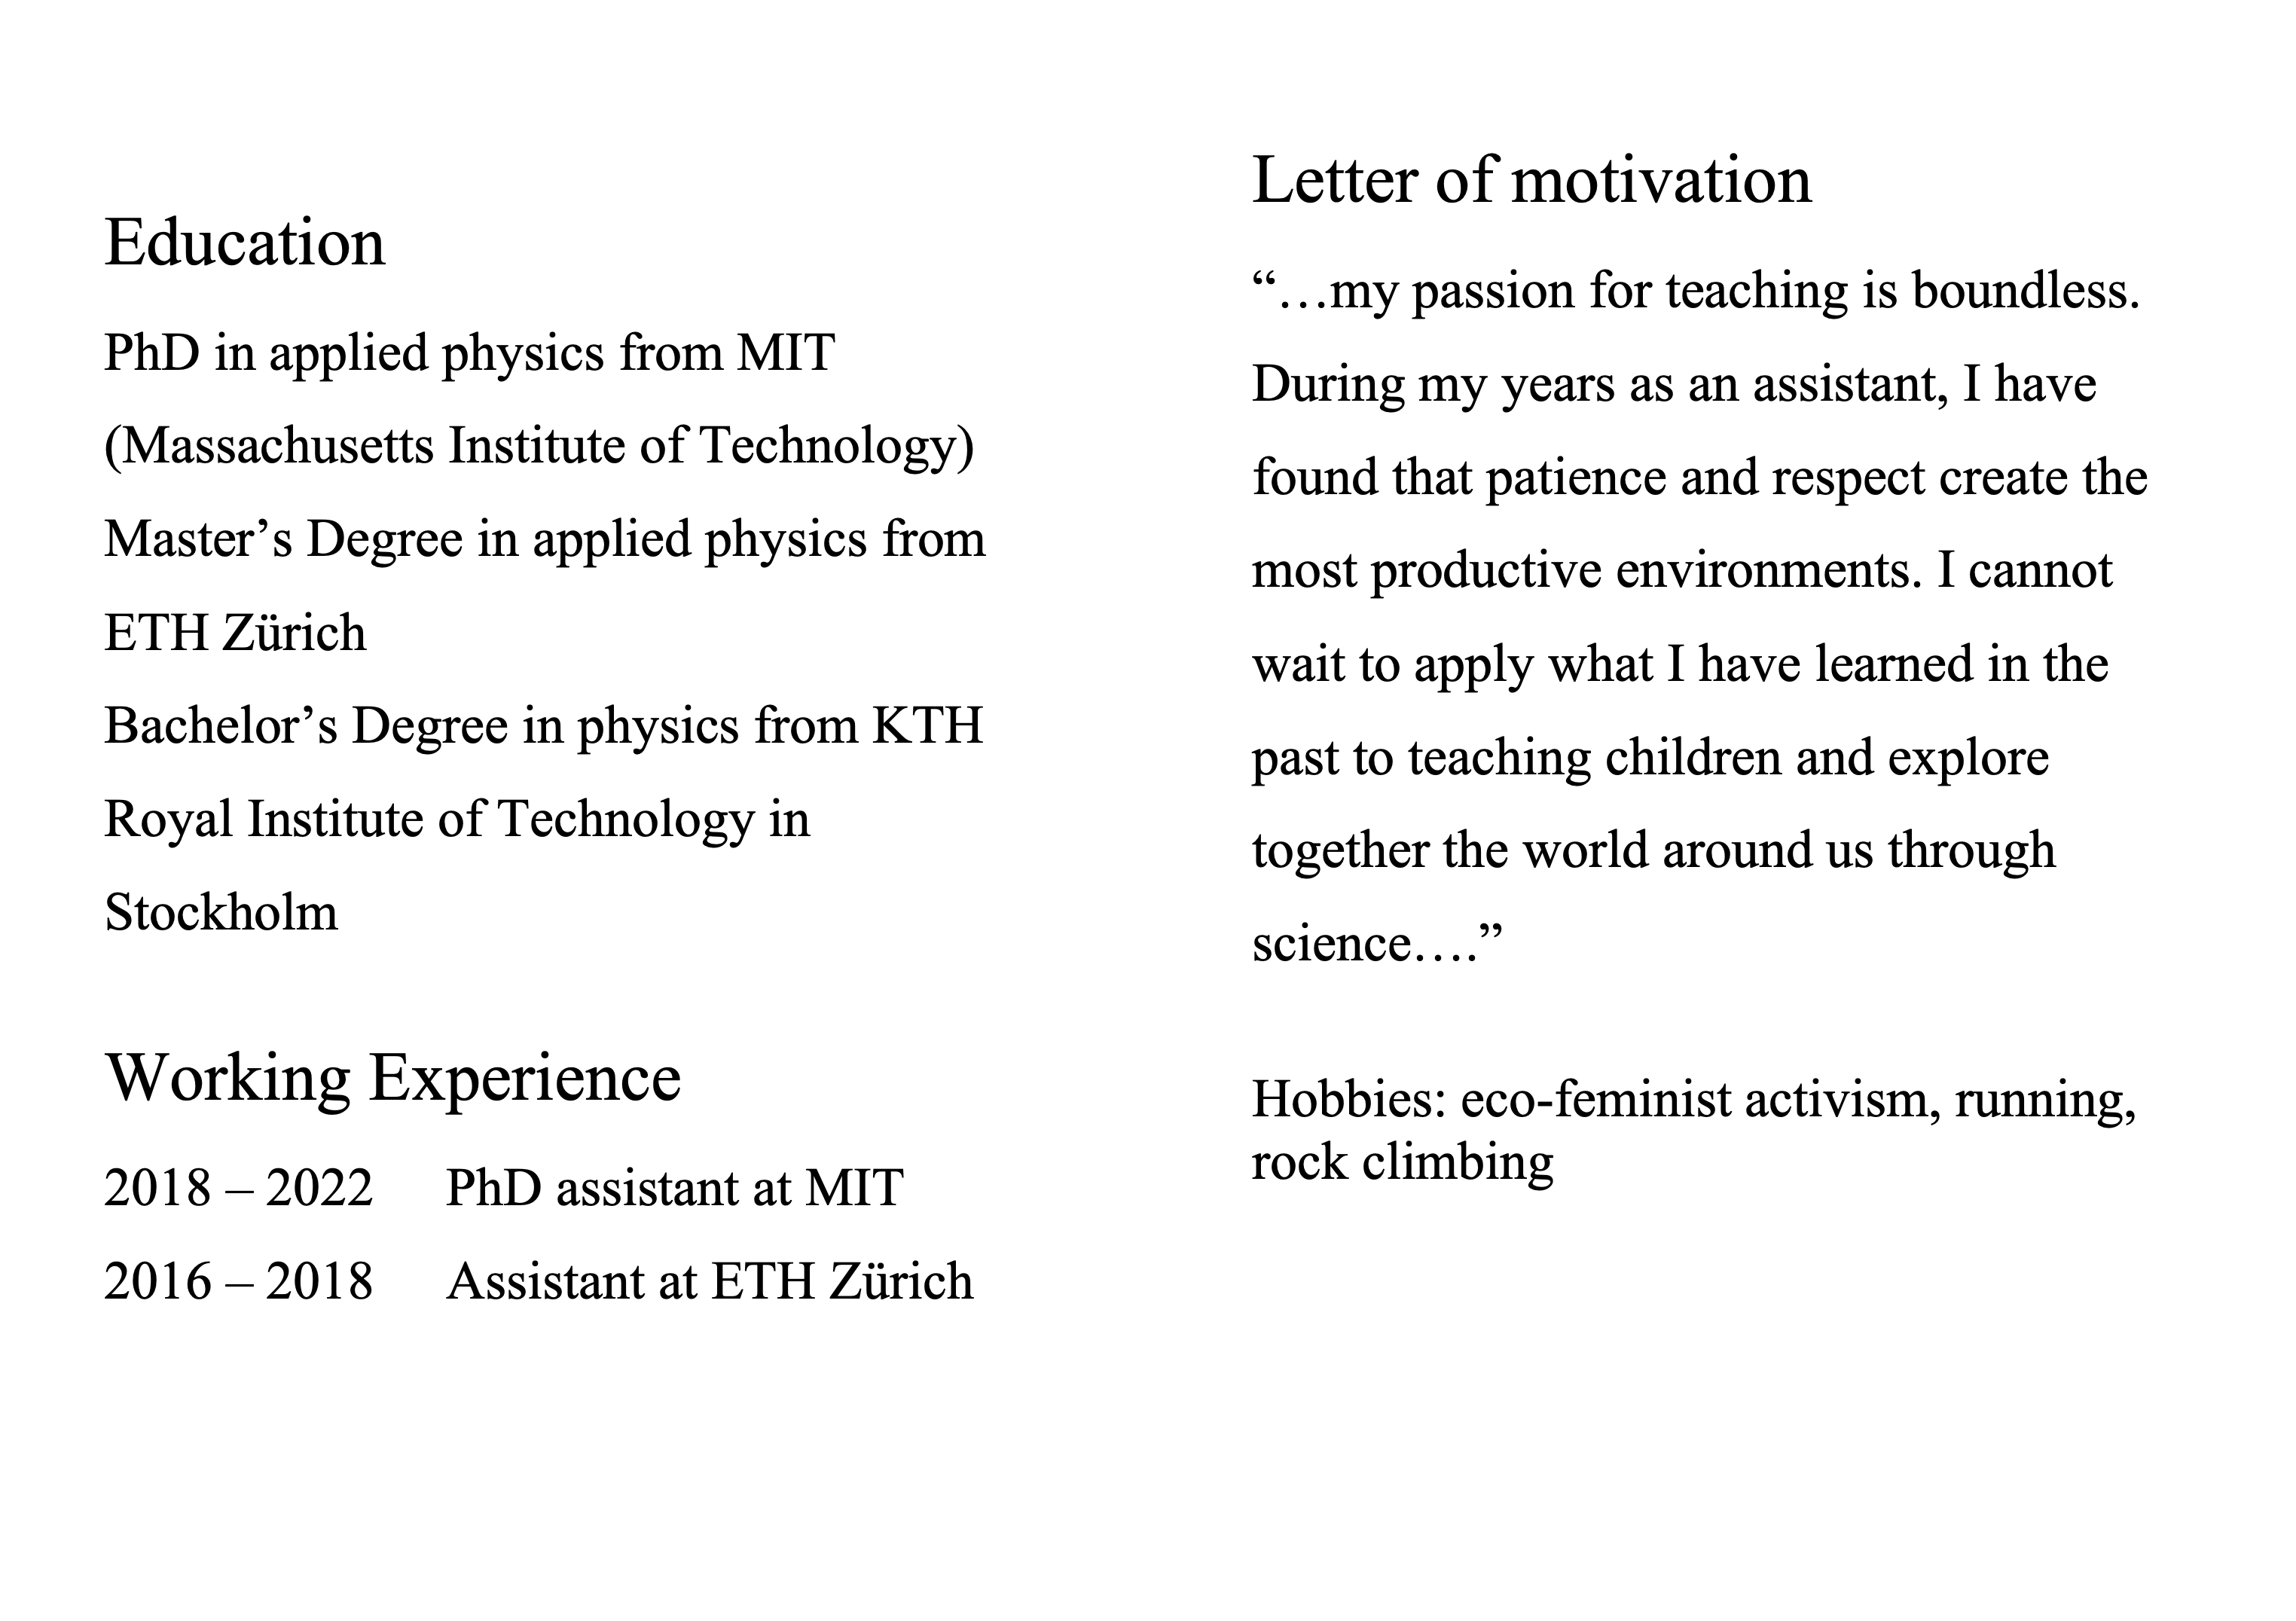 Education
PhD in applied physics from MIT
(Massachusetts Institute of Technology)
Master’s Degree in applied physics from
ETH Zürich
Bachelor’s Degree in physics from KTH
Royal Institute of Technology in
Stockholm
Working Experience
2018 – 2022 PhD assistant at MIT
2016 – 2018 Assistant at ETH Zürich
Letter of motivation
“…my passion for teaching is boundless.
During my years as an assistant, I have
found that patience and respect create the
most productive environments. I cannot
wait to apply what I have learned in the
past to teaching children and explore
together the world around us through
science….”
Hobbies: eco-feminist activism, running,
rock climbing